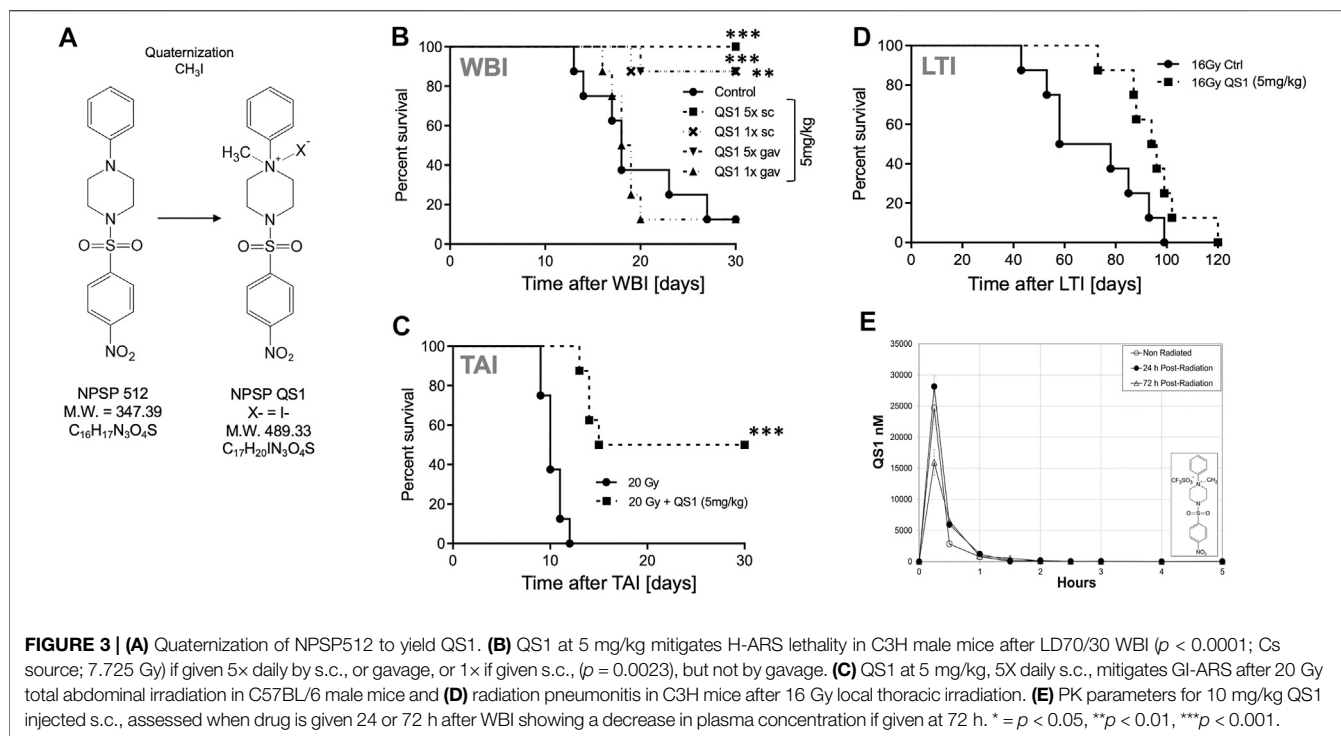 A
Quaternization
CH₃I
N
N
O=S=O
NO₂
NPSP 512
M.W. = 347.39
C₁₆H₁₇N₃O₄S
H₃C
N⁺
X⁻
N
O=S=O
NO₂
NPSP QS1
X- = I-
M.W. 489.33
C₁₇H₂₀IN₃O₄S
B
WBI
Percent survival
100
80
60
40
20
0
0
10
20
30
Time after WBI [days]
***
***
**
Control
QS1 5x sc
QS1 1x sc
QS1 5x gav
QS1 1x gav
5mg/kg
C
TAI
Percent survival
100
80
60
40
20
0
0
10
20
30
Time after TAI [days]
***
20 Gy
20 Gy + QS1 (5mg/kg)
D
LTI
Percent survival
100
80
60
40
20
0
0
20
40
60
80
100
120
Time after LTI [days]
16Gy Ctrl
16Gy QS1 (5mg/kg)
E
QS1 nM
35000
30000
25000
20000
15000
10000
5000
0
0
1
2
3
4
5
Hours
Non Radiated
24 h Post-Radiation
72 h Post-Radiation
CH₃
N
O=S=O
NO₂
FIGURE 3 | (A) Quaternization of NPSP512 to yield QS1. (B) QS1 at 5 mg/kg mitigates H-ARS lethality in C3H male mice after LD70/30 WBI (p < 0.0001; Cs
source; 7.725 Gy) if given 5× daily by s.c., or gavage, or 1× if given s.c., (p = 0.0023), but not by gavage. (C) QS1 at 5 mg/kg, 5X daily s.c., mitigates GI-ARS after 20 Gy
total abdominal irradiation in C57BL/6 male mice and (D) radiation pneumonitis in C3H mice after 16 Gy local thoracic irradiation. (E) PK parameters for 10 mg/kg QS1
injected s.c., assessed when drug is given 24 or 72 h after WBI showing a decrease in plasma concentration if given at 72 h. * = p < 0.05, **p < 0.01, ***p < 0.001.